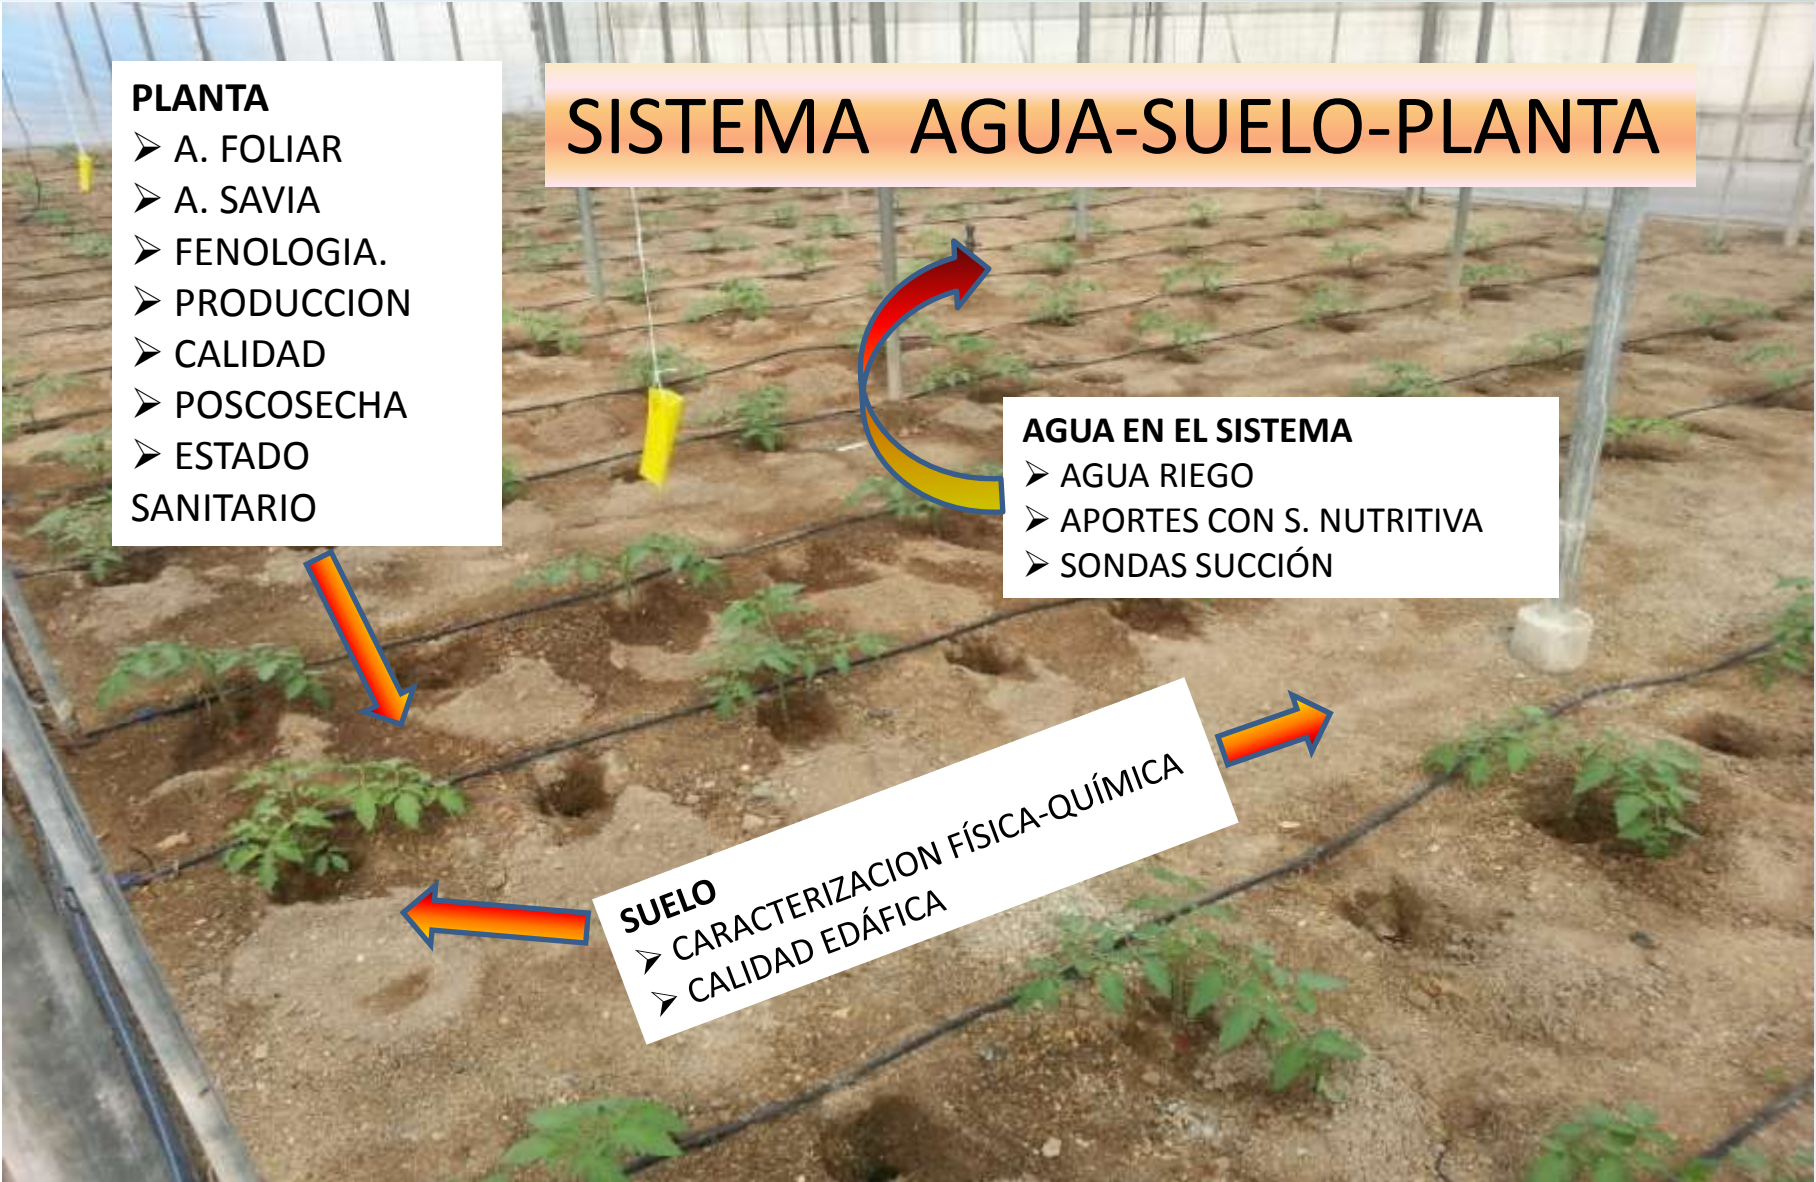 SISTEMA AGUA-SUELO-PLANTA
PLANTA
➢ A. FOLIAR
➢ A. SAVIA
➢ FENOLOGIA.
➢ PRODUCCION
➢ CALIDAD
➢ POSCOSECHA
➢ ESTADO
SANITARIO
AGUA EN EL SISTEMA
➢ AGUA RIEGO
➢ APORTES CON S. NUTRITIVA
➢ SONDAS SUCCIÓN
SUELO
➢ CARACTERIZACION FÍSICA-QUÍMICA
➢ CALIDAD EDÁFICA